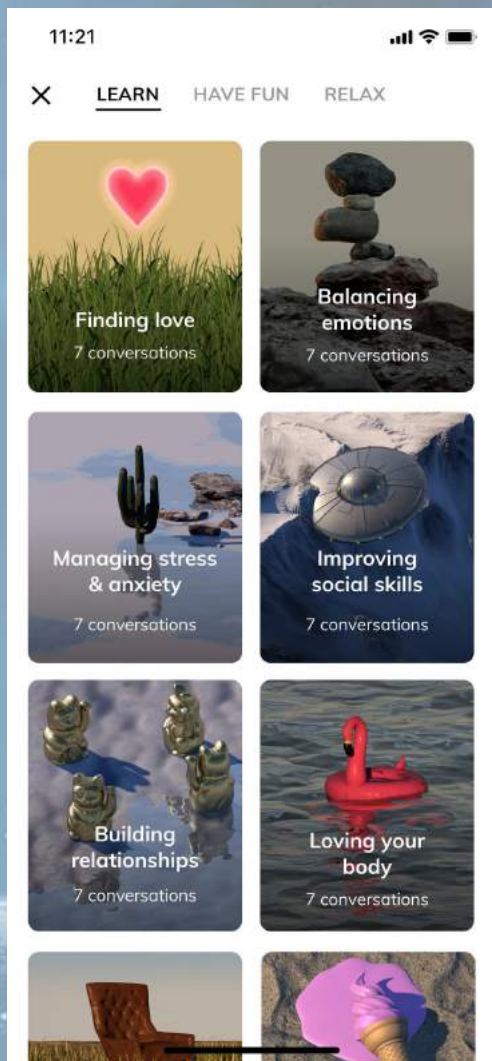 11:21
LEARN HAVE FUN RELAX
Finding love
7 conversations
Balancing
emotions
7 conversations
Managing stress
& anxiety
7 conversations
Improving
social skills
7 conversations
Building
relationships
7 conversations
Loving your
body
7 conversations